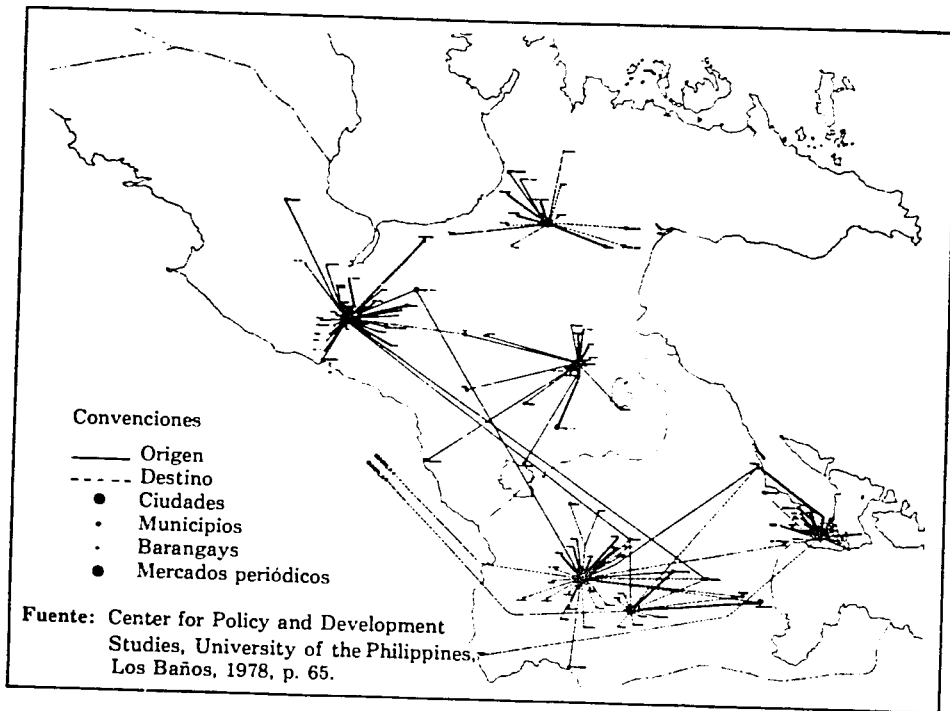 Convenciones
Origen
Destino
Ciudades
Municipios
Barangays
Mercados periódicos
Fuente: Center for Policy and Development
Studies, University of the Philippines,
Los Baños, 1978, p. 65.